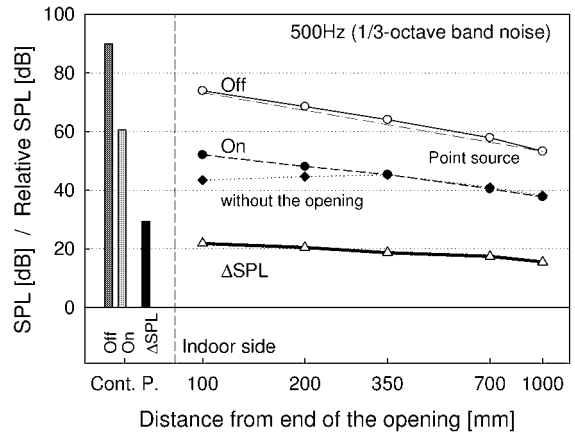 SPL [dB] / Relative SPL [dB]
100
80
60
40
20
0
500Hz (1/3-octave band noise)
Off
On
Point source
without the opening
ΔSPL
Off
On
ΔSPL
Indoor side
Cont. P.
100
200
350
700
1000
Distance from end of the opening [mm]